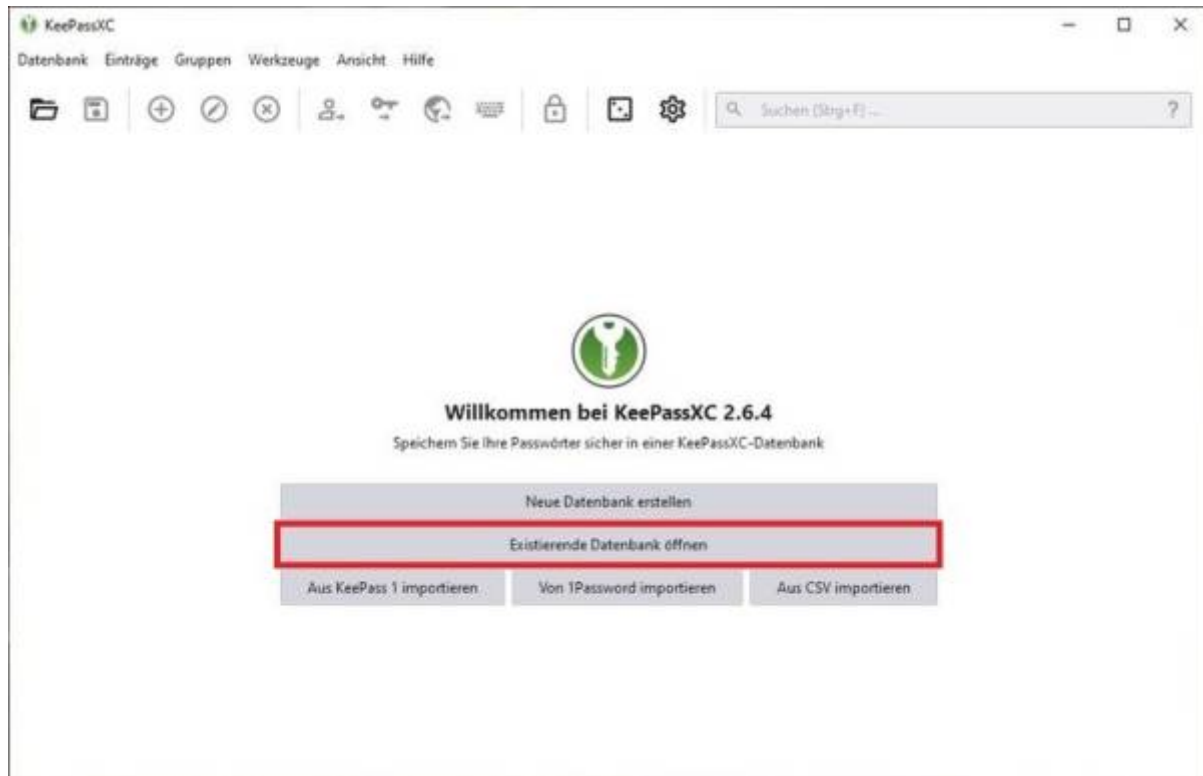 KeePassXC
Datenbank Einträge Gruppen Werkzeuge Ansicht Hilfe
Suchen (Strg+F) ... ?
Willkommen bei KeePassXC 2.6.4
Speichern Sie Ihre Passwörter sicher in einer KeePassXC-Datenbank
Neue Datenbank erstellen
Existierende Datenbank öffnen
Aus KeePass 1 importieren Von 1Password importieren Aus CSV importieren